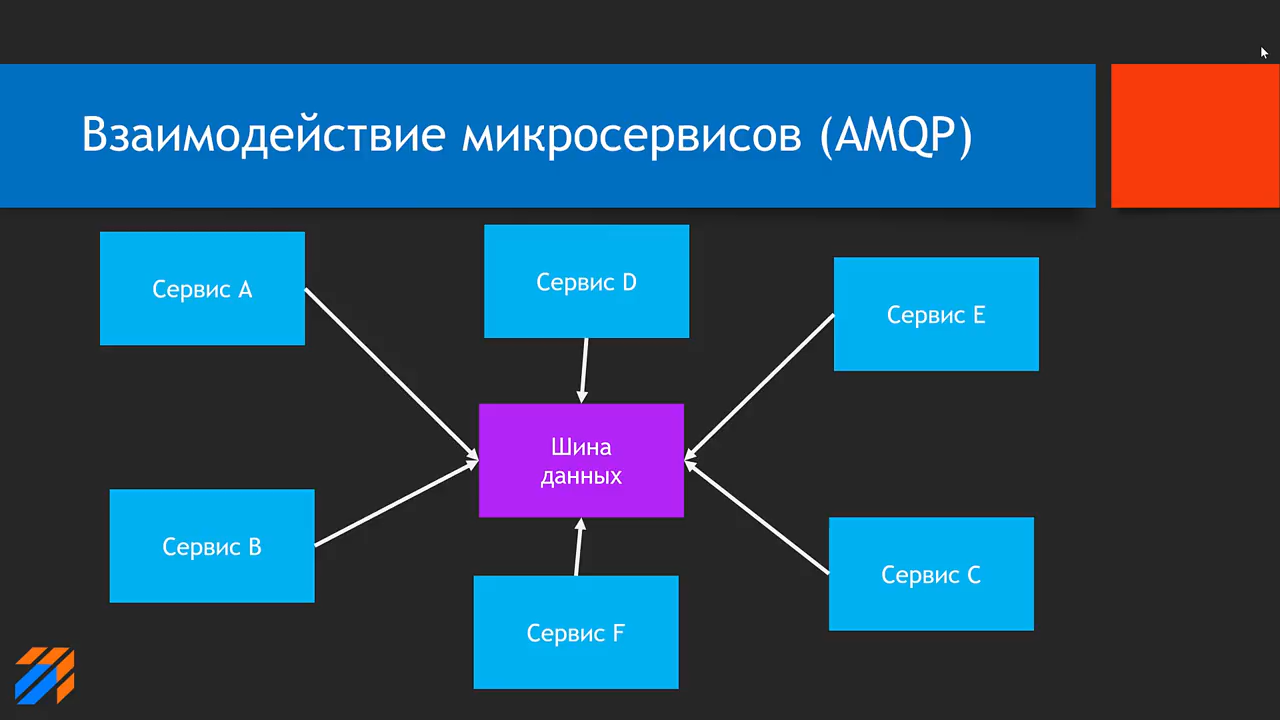 Взаимодействие микросервисов (AMQP)
Сервис A
Сервис D
Сервис E
Шина
данных
Сервис B
Сервис F
Сервис C